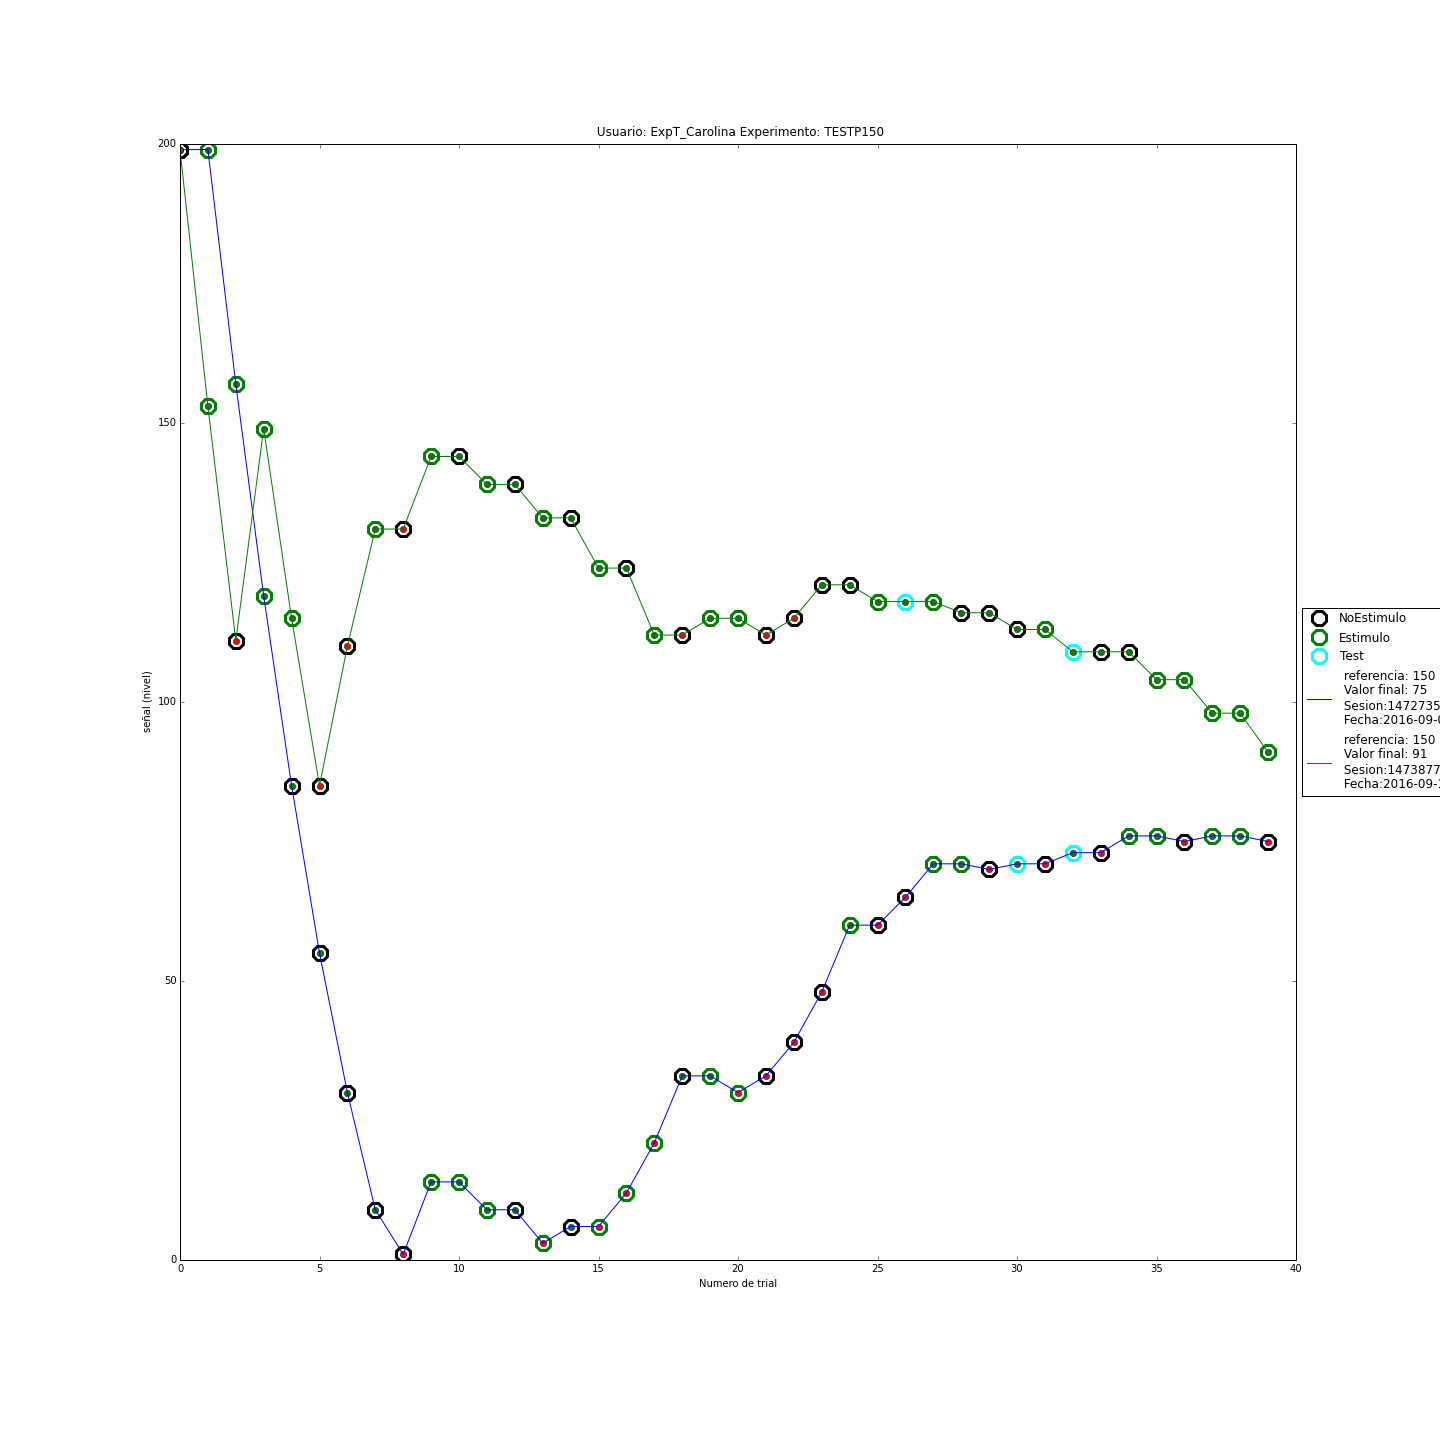 Usuario: ExpT_Carolina Experimento: TESTP150
200
150
100
50
0
señal (nivel)
0 5 10 15 20 25 30 35 40
Numero de trial
NoEstimulo
Estimulo
Test
referencia: 150
Valor final: 75
Sesion:1472735
Fecha:2016-09-0
referencia: 150
Valor final: 91
Sesion:1473877
Fecha:2016-09-1